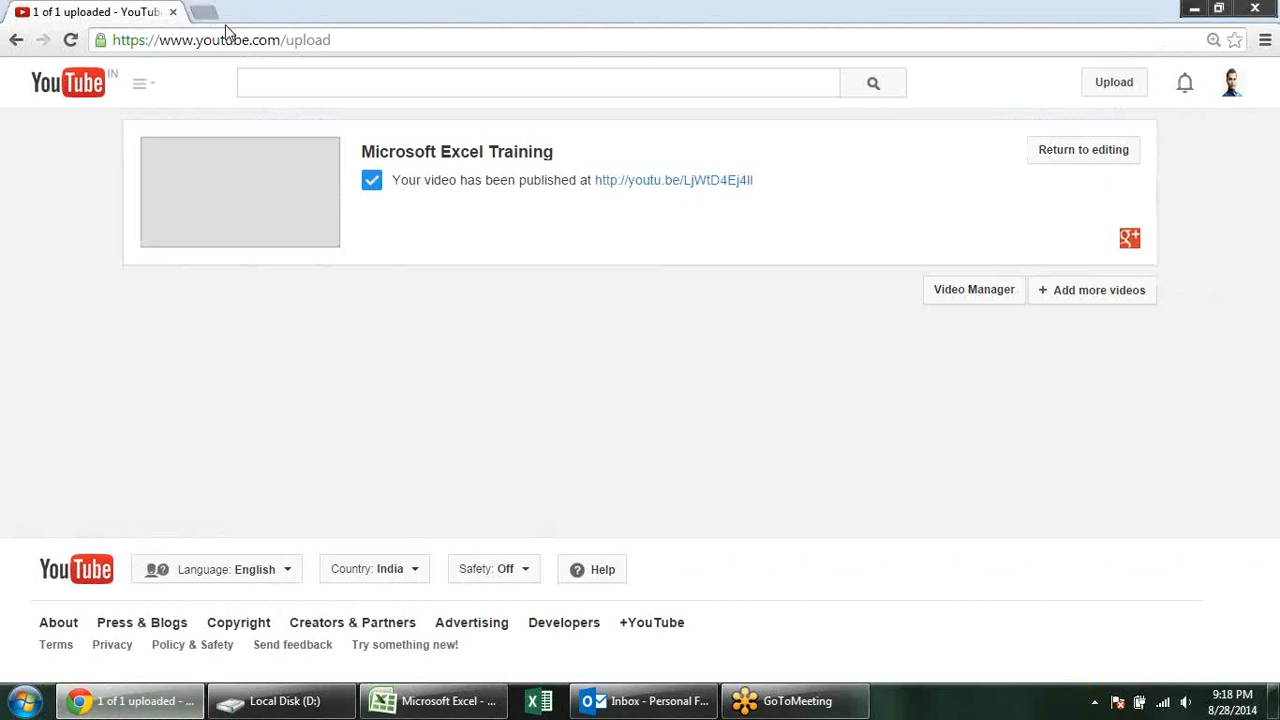 1 of 1 uploaded - YouTub
https://www.youtube.com/upload
YouTube IN
Upload
Microsoft Excel Training
Return to editing
Your video has been published at http://youtu.be/LjWtD4Ej4lI
g+
Video Manager
+ Add more videos
YouTube
Language: English
Country: India
Safety: Off
? Help
About Press & Blogs Copyright Creators & Partners Advertising Developers +YouTube
Terms Privacy Policy & Safety Send feedback Try something new!
1 of 1 uploaded - ...
Local Disk (D:)
Microsoft Excel - ...
Inbox - Personal F...
GoToMeeting
9:18 PM
8/28/2014